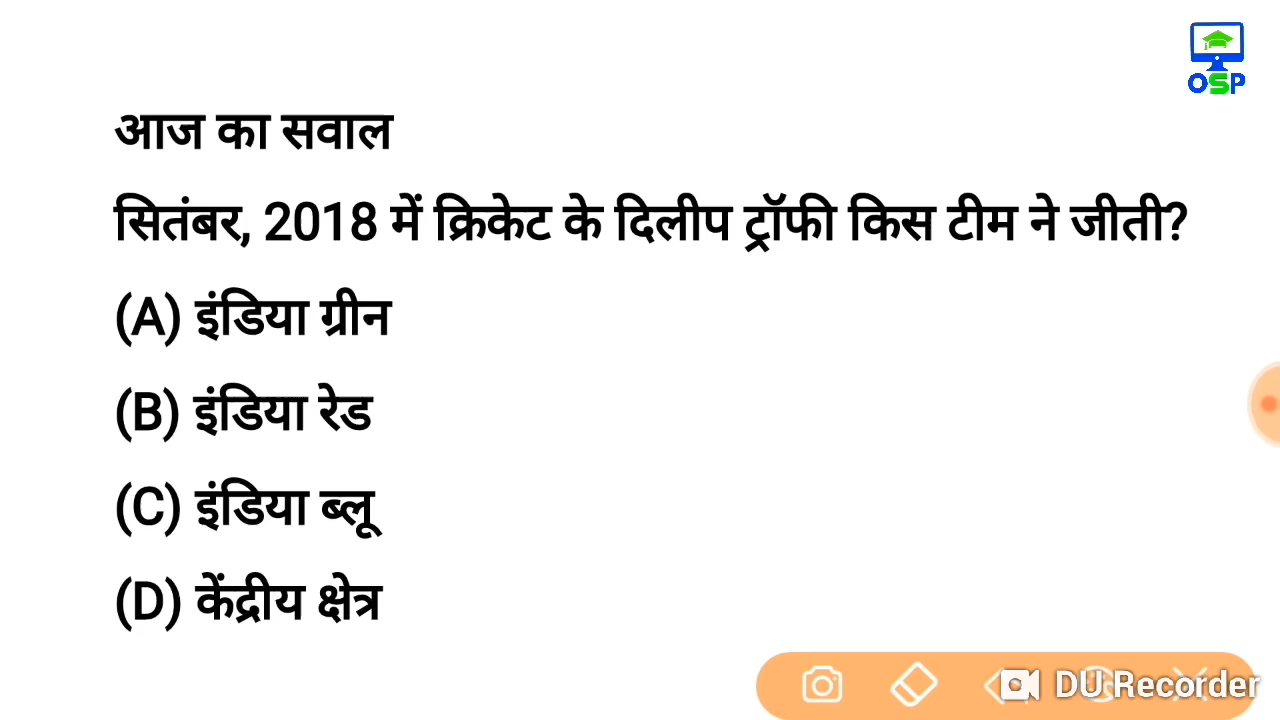 OSP
आज का सवाल
सितंबर, 2018 में क्रिकेट के दिलीप ट्रॉफी किस टीम ने जीती?
(A) इंडिया ग्रीन
(B) इंडिया रेड
(C) इंडिया ब्लू
(D) केंद्रीय क्षेत्र
DU Recorder